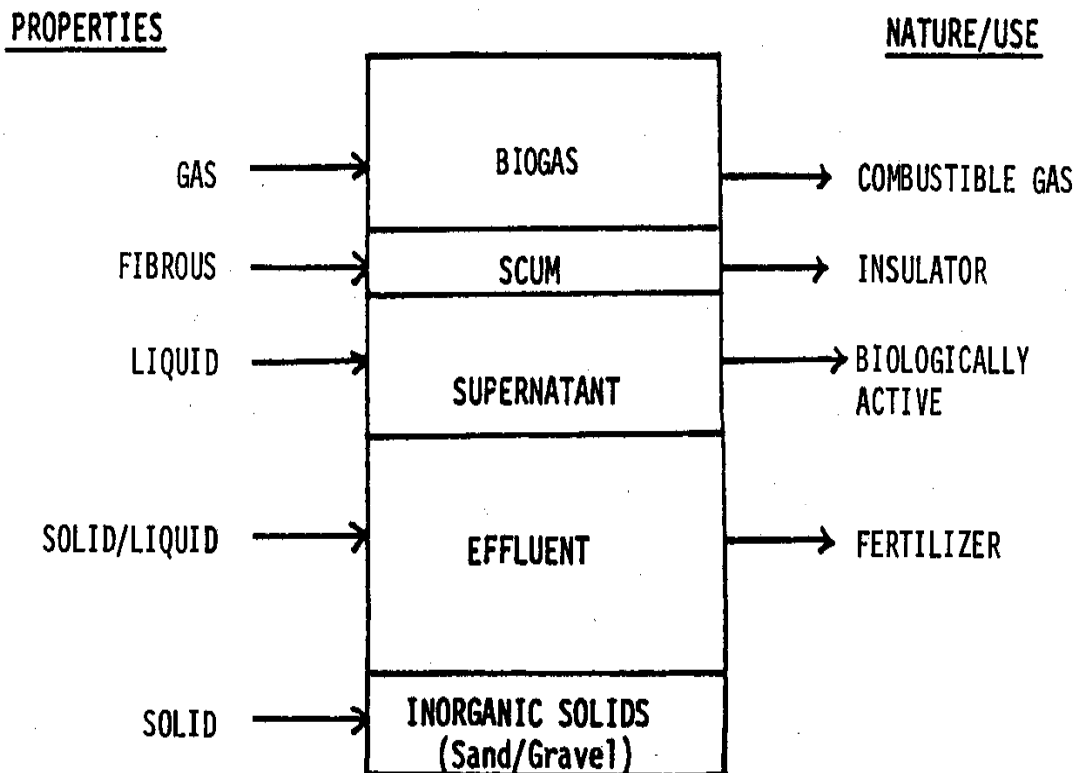 PROPERTIES
NATURE/USE
GAS
BIOGAS
COMBUSTIBLE GAS
FIBROUS
SCUM
INSULATOR
LIQUID
SUPERNATANT
BIOLOGICALLY
ACTIVE
SOLID/LIQUID
EFFLUENT
FERTILIZER
SOLID
INORGANIC SOLIDS
(Sand/Gravel)